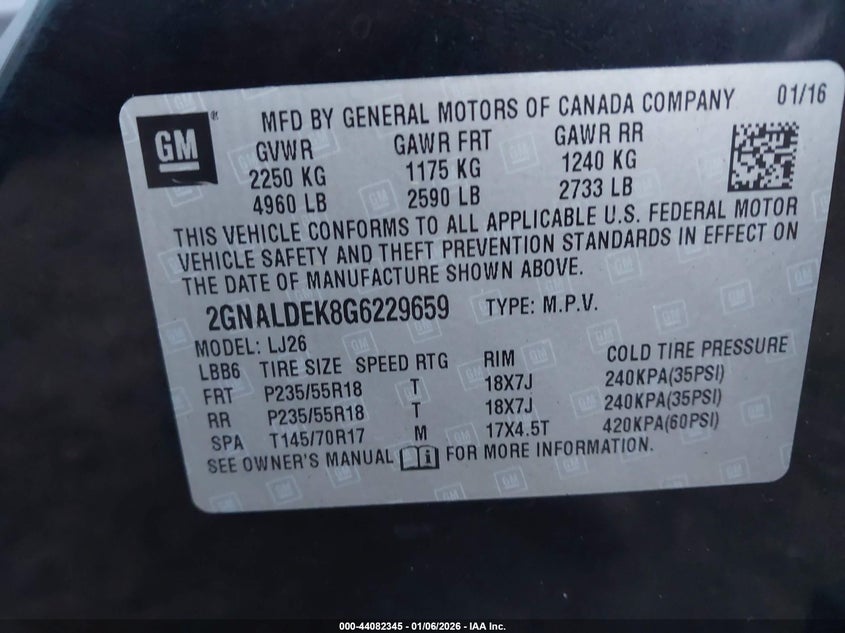 GM
MFD BY GENERAL MOTORS OF CANADA COMPANY 01/16
GVWR GAWR FRT GAWR RR
2250 KG 1175 KG 1240 KG
4960 LB 2590 LB 2733 LB
THIS VEHICLE CONFORMS TO ALL APPLICABLE U.S. FEDERAL MOTOR
VEHICLE SAFETY AND THEFT PREVENTION STANDARDS IN EFFECT ON
THE DATE OF MANUFACTURE SHOWN ABOVE.
2GNALDEK8G6229659 TYPE: M.P.V.
MODEL: LJ26
LBB6 TIRE SIZE SPEED RTG RIM COLD TIRE PRESSURE
FRT P235/55R18 T 18X7J 240KPA(35PSI)
RR P235/55R18 T 18X7J 240KPA(35PSI)
SPA T145/70R17 M 17X4.5T 420KPA(60PSI)
SEE OWNER'S MANUAL FOR MORE INFORMATION.
000-44082345 - 01/06/2026 - IAA Inc.